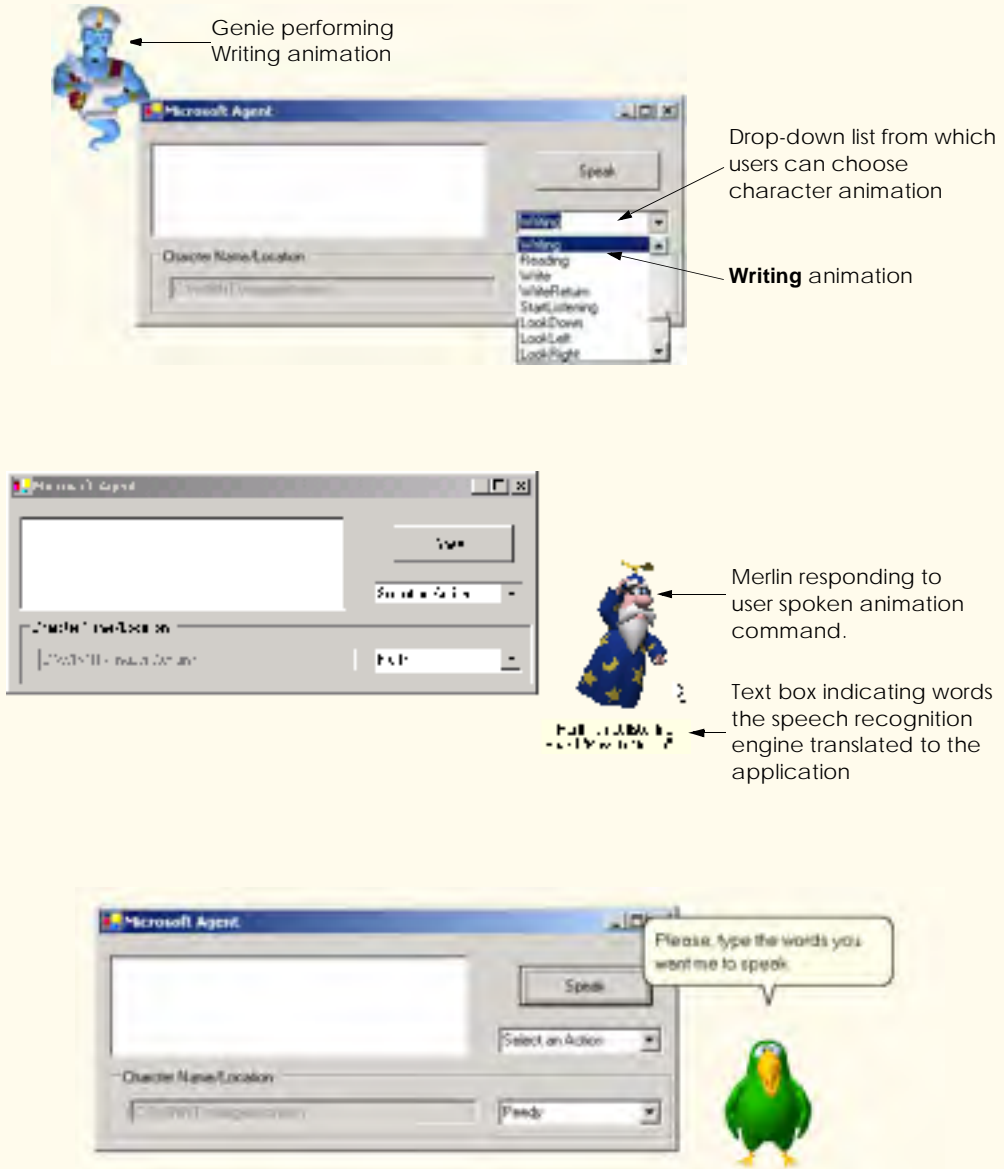 Genie performing
Writing animation
Microsoft Agent
Speak
Drop-down list from which
users can choose
character animation
Writing
Writing
Reading
Write
WriteReturn
StartListening
LookDown
LookLeft
LookRight
Character Name/Location
Writing animation
Microsoft Agent
Merlin responding to
user spoken animation
command.
Text box indicating words
the speech recognition
engine translated to the
application
Microsoft Agent
Please, type the words you
want me to speak
Speak
Select an Action
Character Name/Location
Peedy